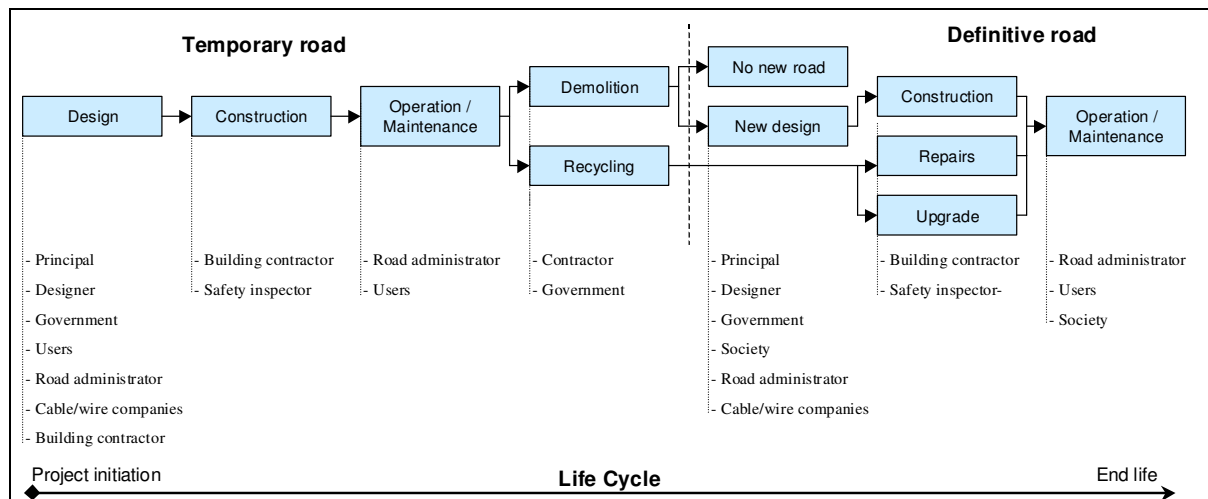 Temporary road
Definitive road
Design
Construction
Operation /
Maintenance
Demolition
Recycling
No new road
New design
Construction
Repairs
Upgrade
Operation /
Maintenance
- Principal
- Designer
- Government
- Users
- Road administrator
- Cable/wire companies
- Building contractor
- Building contractor
- Safety inspector
- Road administrator
- Users
- Contractor
- Government
- Principal
- Designer
- Government
- Society
- Road administrator
- Cable/wire companies
- Building contractor
- Safety inspector-
- Road administrator
- Users
- Society
Project initiation
Life Cycle
End life